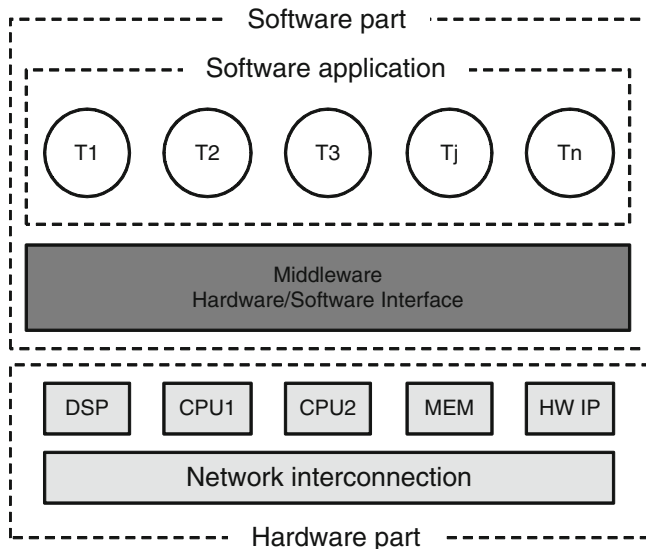 Software part
Software application
T1 T2 T3 Tj Tn
Middleware
Hardware/Software Interface
DSP CPU1 CPU2 MEM HW IP
Network interconnection
Hardware part